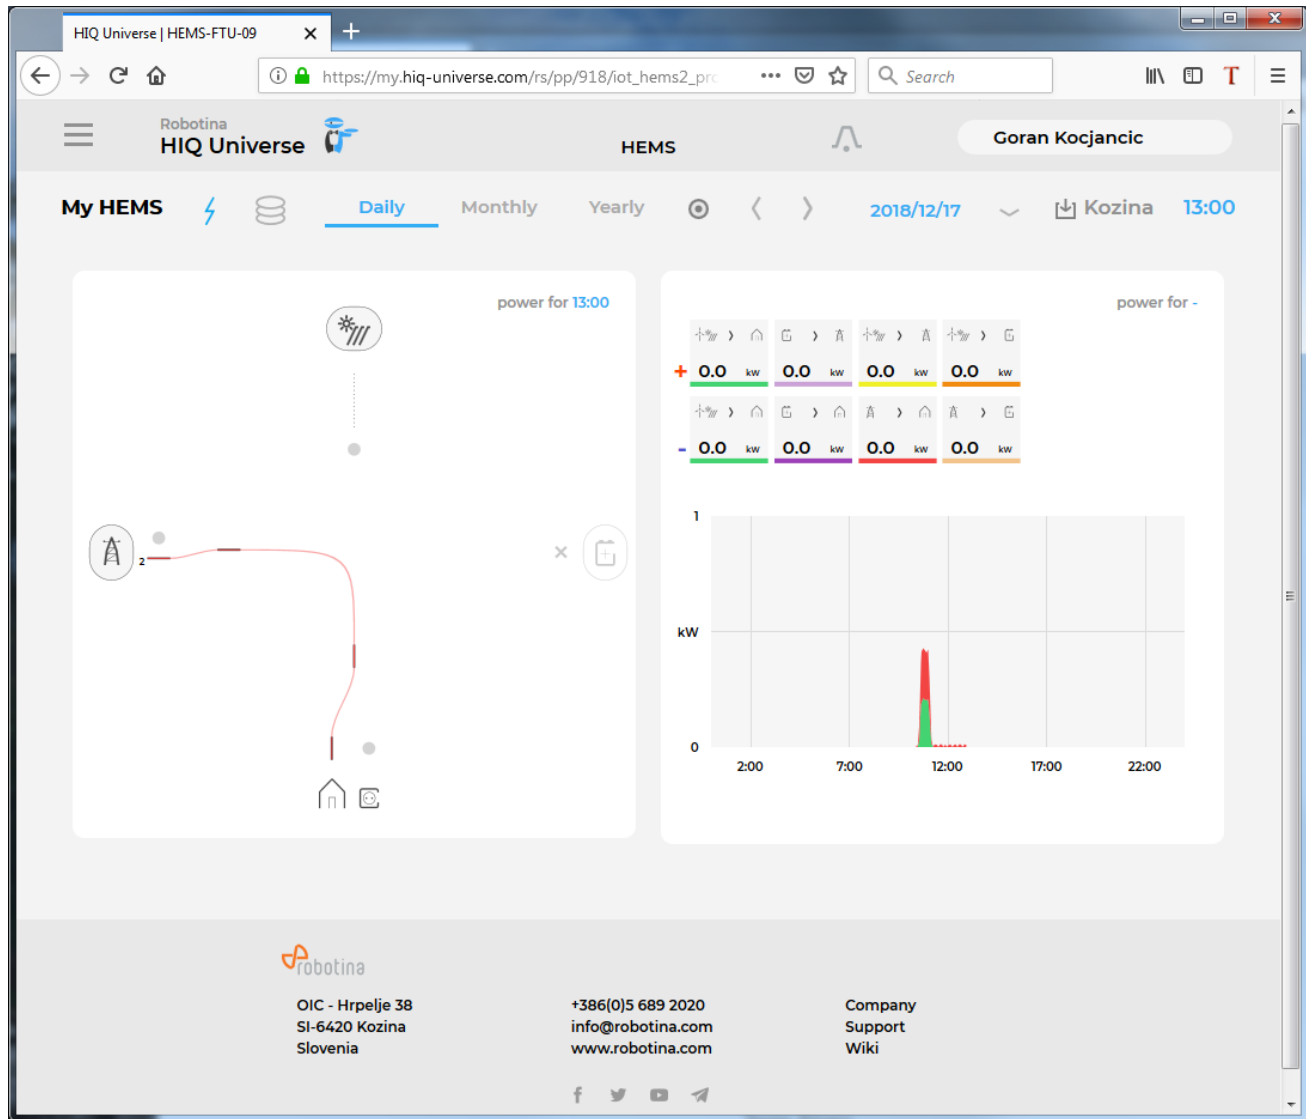 HIQ Universe | HEMS-FTU-09
https://my.hiq-universe.com/rs/pp/918/iot_hems2_pro
Search
T
Robotina
HIQ Universe
HEMS
Goran Kocjancic
My HEMS
Daily
Monthly
Yearly
2018/12/17
Kozina
13:00
power for 13:00
2
power for -
+ 0.0 kw 0.0 kw 0.0 kw 0.0 kw
- 0.0 kw 0.0 kw 0.0 kw 0.0 kw
1
kW
0
2:00 7:00 12:00 17:00 22:00
robotina
OIC - Hrpelje 38
SI-6420 Kozina
Slovenia
+386(0)5 689 2020
info@robotina.com
www.robotina.com
Company
Support
Wiki